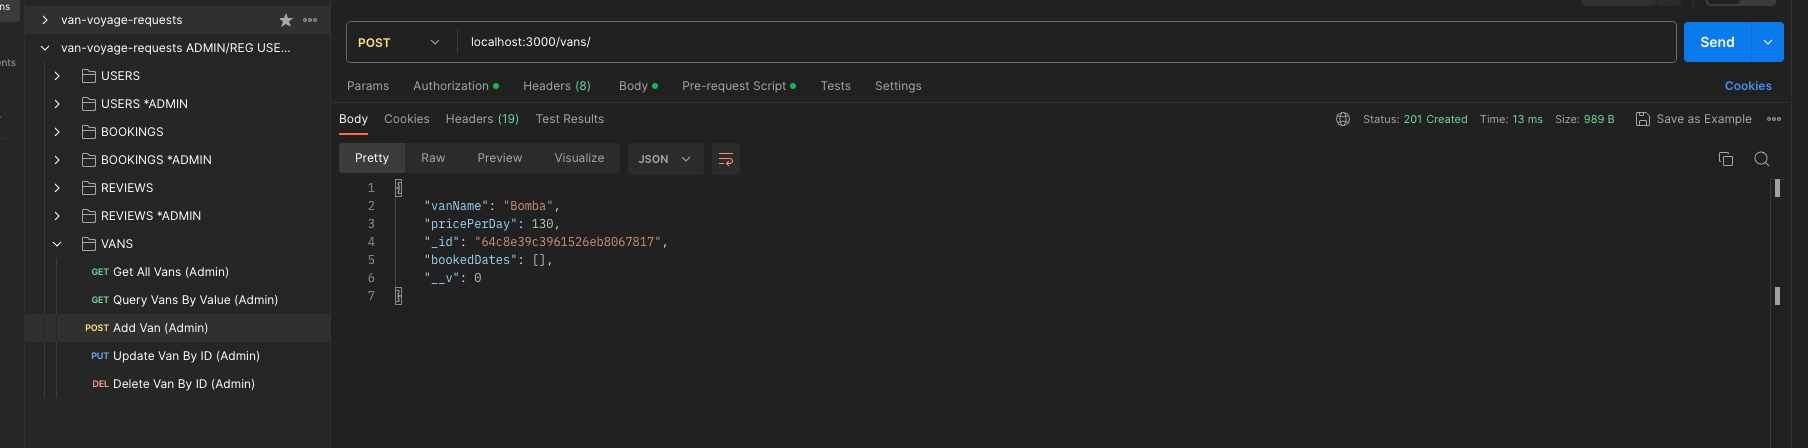 ns
ents
van-voyage-requests
van-voyage-requests ADMIN/REG USE...
USERS
USERS *ADMIN
BOOKINGS
BOOKINGS *ADMIN
REVIEWS
REVIEWS *ADMIN
VANS
GET Get All Vans (Admin)
GET Query Vans By Value (Admin)
POST Add Van (Admin)
PUT Update Van By ID (Admin)
DEL Delete Van By ID (Admin)
POST localhost:3000/vans/ Send
Params Authorization Headers (8) Body Pre-request Script Tests Settings Cookies
Body Cookies Headers (19) Test Results Status: 201 Created Time: 13 ms Size: 989 B Save as Example
Pretty Raw Preview Visualize JSON
1 {
2 "vanName": "Bomba",
3 "pricePerDay": 130,
4 "_id": "64c8e39c3961526eb8067817",
5 "bookedDates": [],
6 "__v": 0
7 }